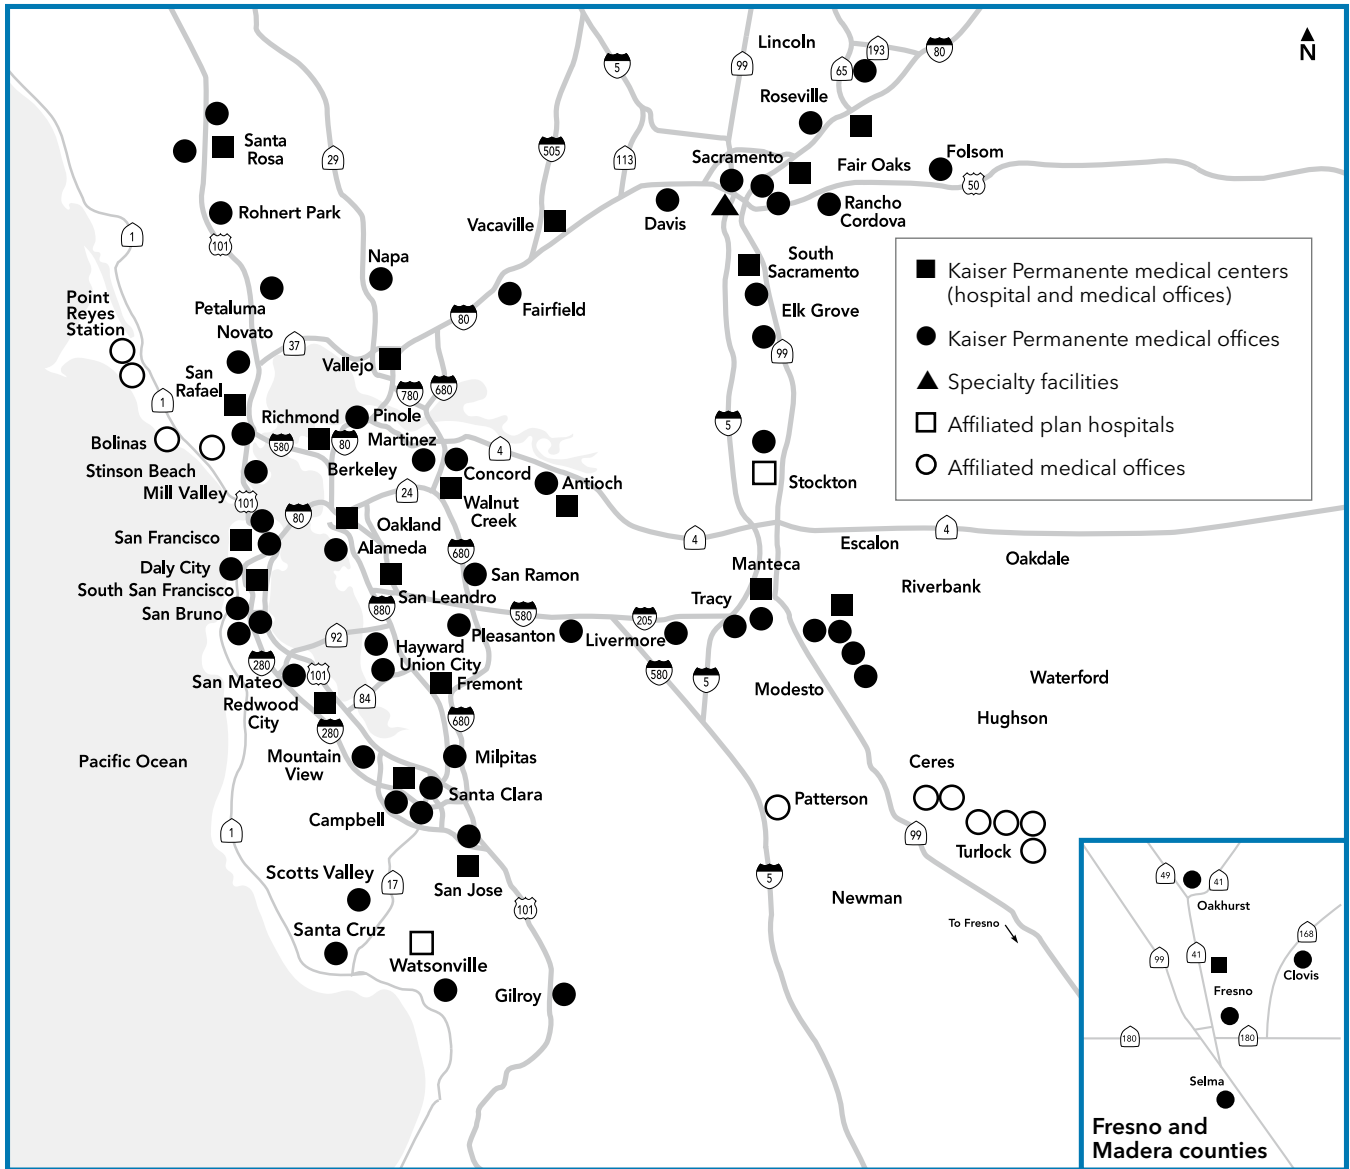 Lincoln
193
80
N
5
99
65
Roseville
Santa
Rosa
29
505
113
Sacramento
Fair Oaks
Folsom
50
Rohnert Park
Vacaville
Davis
Rancho
Cordova
1
101
Napa
South
Sacramento
Kaiser Permanente medical centers
(hospital and medical offices)
Point
Reyes
Station
Petaluma
Novato
80
Fairfield
Elk Grove
Kaiser Permanente medical offices
37
99
Vallejo
San
Rafael
780
680
Specialty facilities
1
Richmond
Pinole
5
Affiliated plan hospitals
Bolinas
580
80
Martinez
4
Stinson Beach
Berkeley
Concord
Affiliated medical offices
Mill Valley
24
Antioch
Stockton
101
80
Walnut
Creek
San Francisco
Oakland
4
4
Escalon
Alameda
680
Oakdale
Daly City
San Ramon
Manteca
South San Francisco
San Leandro
Tracy
Riverbank
San Bruno
880
580
205
92
Pleasanton
Livermore
Hayward
Union City
280
101
580
5
San Mateo
Fremont
Modesto
Waterford
Redwood
City
84
280
680
Hughson
Pacific Ocean
Mountain
View
Milpitas
Ceres
Santa Clara
Patterson
Campbell
1
99
Turlock
Scotts Valley
17
San Jose
5
Newman
101
To Fresno
Santa Cruz
Watsonville
Gilroy
49
41
Oakhurst
168
99
41
Clovis
Fresno
180
180
Selma
Fresno and
Madera counties